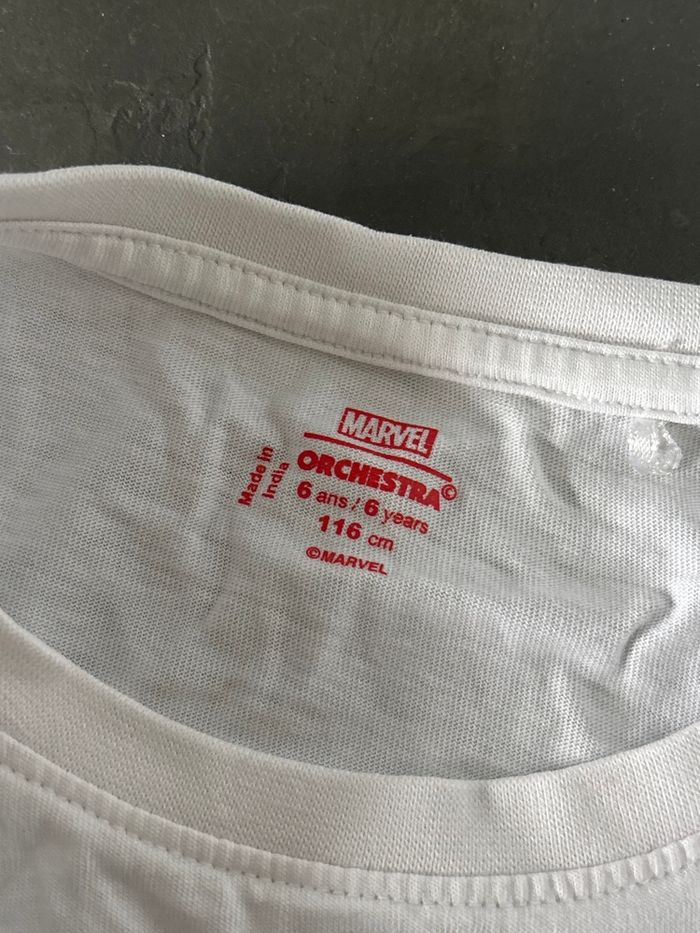 MARVEL
ORCHESTRA©
6 ans / 6 years
116 cm
©MARVEL
Made in
India